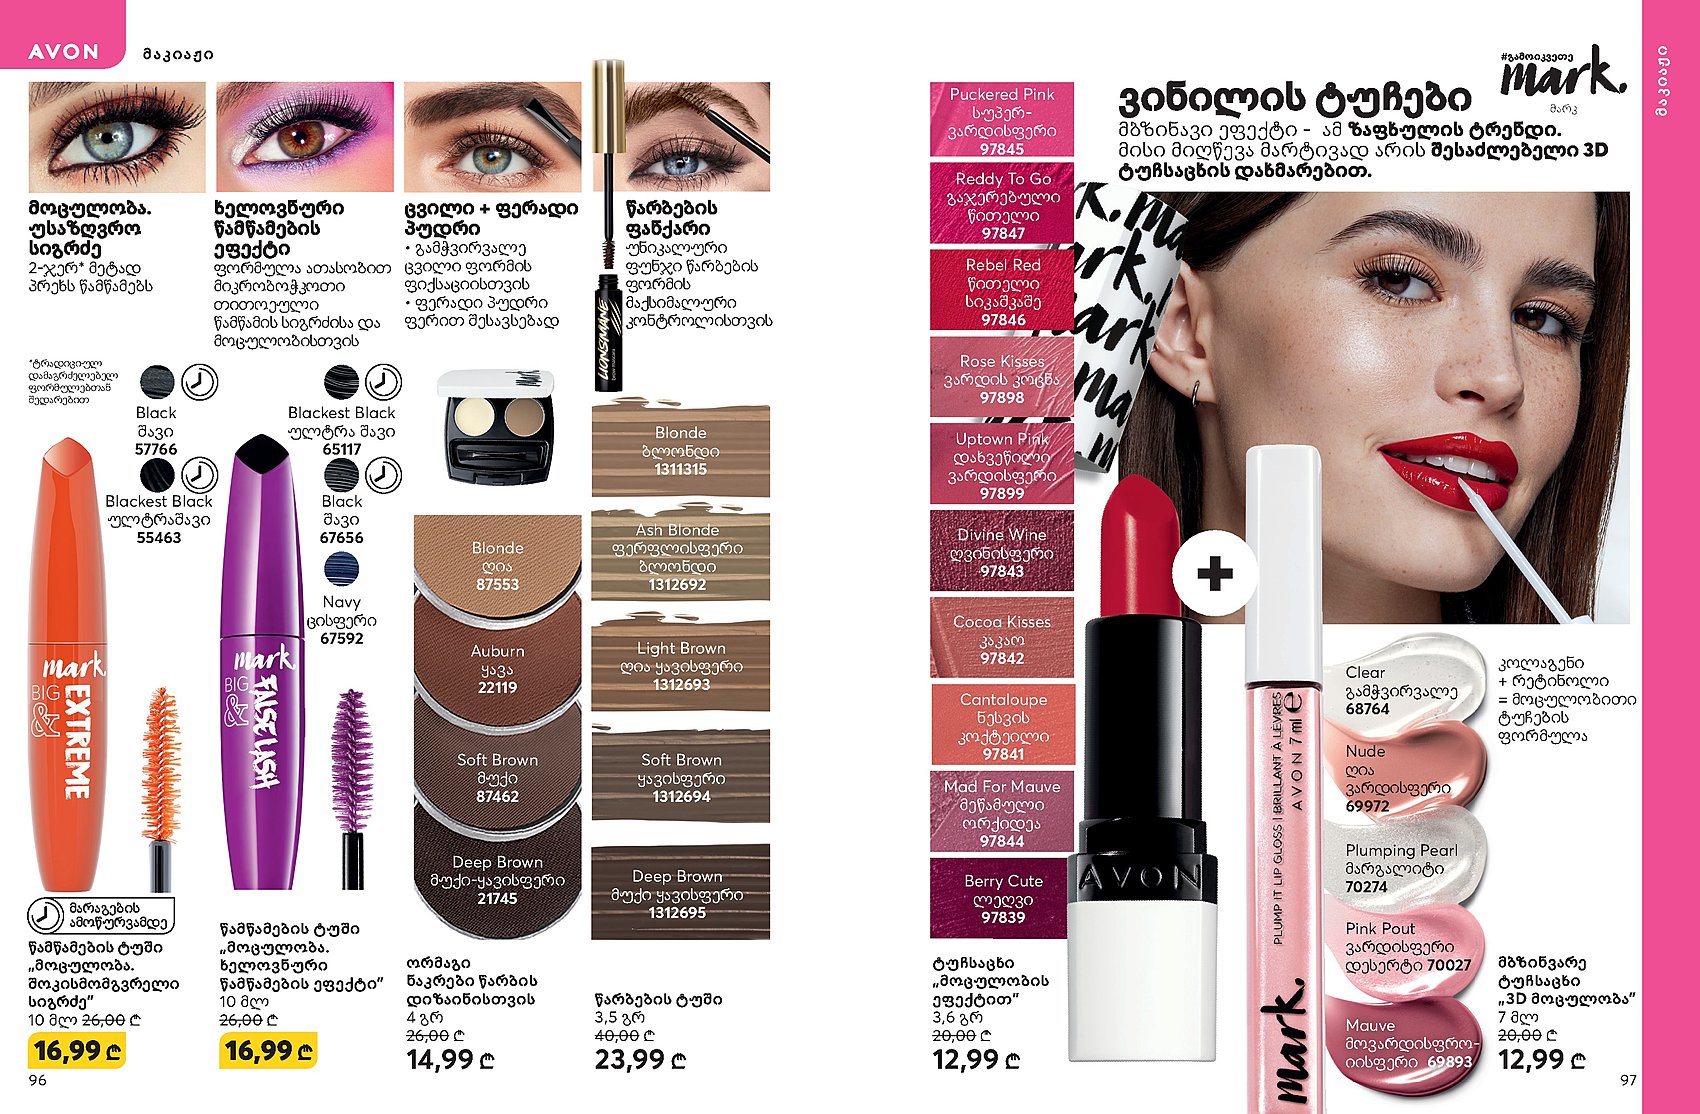 AVON
მაკიაჟი
მოცულობა.
უსაზღვრო
სიგრძე
2-ჯერ* მეტად
პრეხს წამწამებს
*ტრადიციულ
დამაგრძელებელ
ფორმულებთან
შედარებით
Black
შავი
57766
Blackest Black
ულტრაშავი
55463
mark.
BIG
&
EXTREME
მარაგების
ამოწურვამდე
წამწამების ტუში
„მოცულობა.
შოკისმომგვრელი
სიგრძე“
10 მლ 26,00 ₾
16,99 ₾
96
ხელოვნური
წამწამების
ეფექტი
ფორმულა ათასობით
მიკრობოჭკოთი
თითოეული
წამწამის სიგრძისა და
მოცულობისთვის
Blackest Black
ულტრა შავი
65117
Black
შავი
67656
Navy
ცისფერი
67592
mark.
BIG
&
FALSE LASH
წამწამების ტუში
„მოცულობა.
ხელოვნური
წამწამების ეფექტი“
10 მლ
26,00 ₾
16,99 ₾
ცვილი + ფერადი
პუდრი
• გამჭვირვალე
ცვილი ფორმის
ფიქსაციისთვის
• ფერადი პუდრი
ფერით შესავსებად
Blonde
ღია
87553
Auburn
ყავა
22119
Soft Brown
მუქი
87462
Deep Brown
მუქი-ყავისფერი
21745
ორმაგი
ნაკრები წარბის
დიზაინისთვის
4 გრ
26,00 ₾
14,99 ₾
წარბების
ფანქარი
უნიკალური
ფუნჯი წარბების
ფორმის
მაქსიმალური
კონტროლისთვის
LIONSMANE
Blonde
ბლონდი
1311315
Ash Blonde
ფერფლისფერი
ბლონდი
1312692
Light Brown
ღია ყავისფერი
1312693
Soft Brown
ყავისფერი
1312694
Deep Brown
მუქი ყავისფერი
1312695
წარბების ტუში
3,5 გრ
40,00 ₾
23,99 ₾
Puckered Pink
სუპერ-
ვარდისფერი
97845
Reddy To Go
გაჯერებული
წითელი
97847
Rebel Red
წითელი
სიკაშკაშე
97846
Rose Kisses
ვარდის კოცნა
97898
Uptown Pink
დახვეწილი
ვარდისფერი
97899
Divine Wine
ღვინისფერი
97843
Cocoa Kisses
კაკაო
97842
Cantaloupe
ნესვის
კოქტეილი
97841
Mad For Mauve
მეწამული
ორქიდეა
97844
Berry Cute
ლეღვი
97839
ტუჩსაცხი
„მოცულობის
ეფექტით“
3,6 გრ
20,00 ₾
12,99 ₾
ვინილის ტუჩები
მბზინავი ეფექტი - ამ ზაფხულის ტრენდი.
მისი მიღწევა მარტივად არის შესაძლებელი 3D
ტუჩსაცხის დახმარებით.
#გამოიკვეთე
mark.
მარკ
მაკიაჟი
AVON
+
PLUMP IT LIP GLOSS | BRILLANT À LÈVRES
AVON 7 ml ℮
mark.
Clear
გამჭვირვალე
68764
Nude
ღია
ვარდისფერი
69972
Plumping Pearl
მარგალიტი
70274
Pink Pout
ვარდისფერი
დესერტი 70027
Mauve
მოვარდისფრო-
იისფერი 69893
კოლაგენი
+ რეტინოლი
= მოცულობითი
ტუჩების
ფორმულა
მბზინვარე
ტუჩსაცხი
„3D მოცულობა“
7 მლ
20,00 ₾
12,99 ₾
97